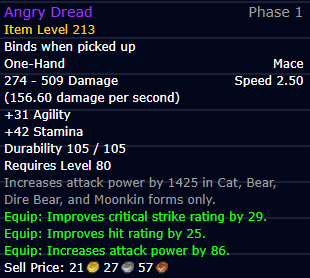 Angry Dread Phase 1
Item Level 213
Binds when picked up
One-Hand Mace
274 - 509 Damage Speed 2.50
(156.60 damage per second)
+31 Agility
+42 Stamina
Durability 105 / 105
Requires Level 80
Increases attack power by 1425 in Cat, Bear,
Dire Bear, and Moonkin forms only.
Equip: Improves critical strike rating by 29.
Equip: Improves hit rating by 25.
Equip: Increases attack power by 86.
Sell Price: 21 27 57